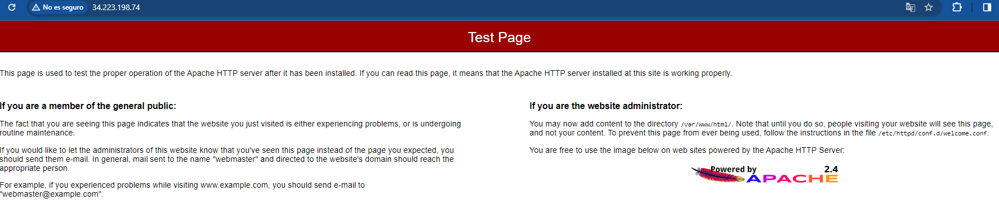 No es seguro 34.223.198.74
Test Page
This page is used to test the proper operation of the Apache HTTP server after it has been installed. If you can read this page, it means that the Apache HTTP server installed at this site is working properly.
If you are a member of the general public:
The fact that you are seeing this page indicates that the website you just visited is either experiencing problems, or is undergoing
routine maintenance.
If you would like to let the administrators of this website know that you've seen this page instead of the page you expected, you
should send them e-mail. In general, mail sent to the name "webmaster" and directed to the website's domain should reach the
appropriate person.
For example, if you experienced problems while visiting www.example.com, you should send e-mail to
"webmaster@example.com".
If you are the website administrator:
You may now add content to the directory /var/www/html/. Note that until you do so, people visiting your website will see this page,
and not your content. To prevent this page from ever being used, follow the instructions in the file /etc/httpd/conf.d/welcome.conf.
You are free to use the image below on web sites powered by the Apache HTTP Server:
Powered by 2.4
APACHE